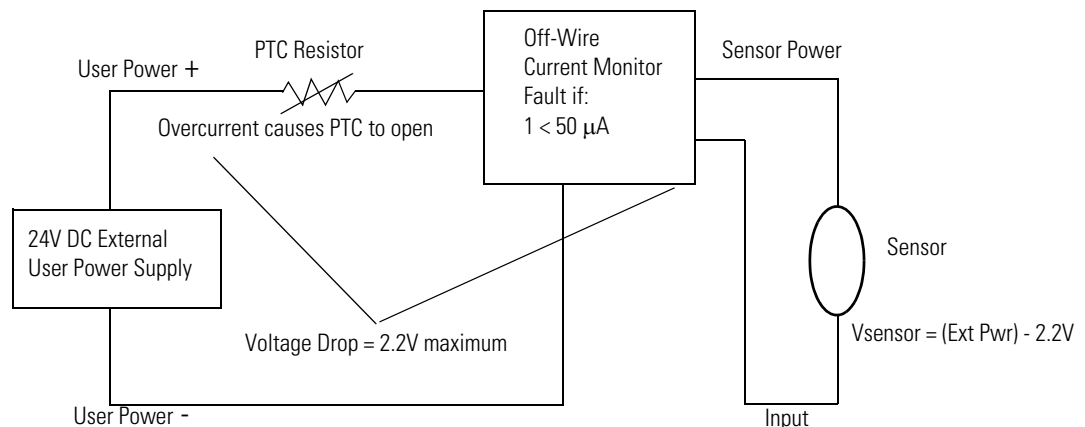 Off-Wire
Current Monitor
Fault if:
1 < 50 µA
PTC Resistor
Sensor Power
User Power +
Overcurrent causes PTC to open
24V DC External
User Power Supply
Sensor
Voltage Drop = 2.2V maximum
Vsensor = (Ext Pwr) - 2.2V
User Power -
Input